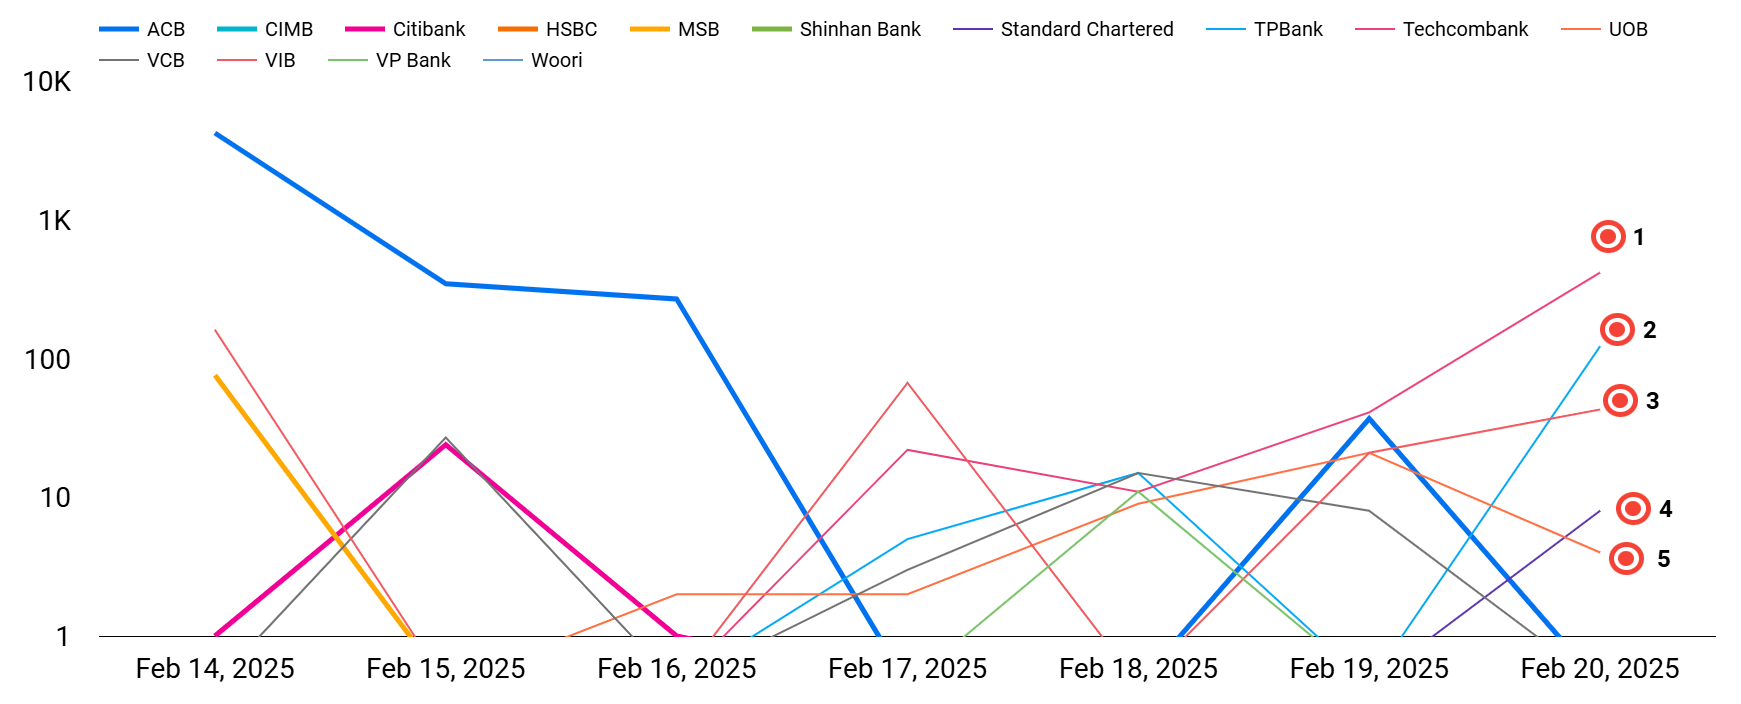 ACB CIMB Citibank HSBC MSB Shinhan Bank Standard Chartered TPBank Techcombank UOB
VCB VIB VP Bank Woori
10K
1K
100
10
1
1
2
3
4
5
Feb 14, 2025 Feb 15, 2025 Feb 16, 2025 Feb 17, 2025 Feb 18, 2025 Feb 19, 2025 Feb 20, 2025